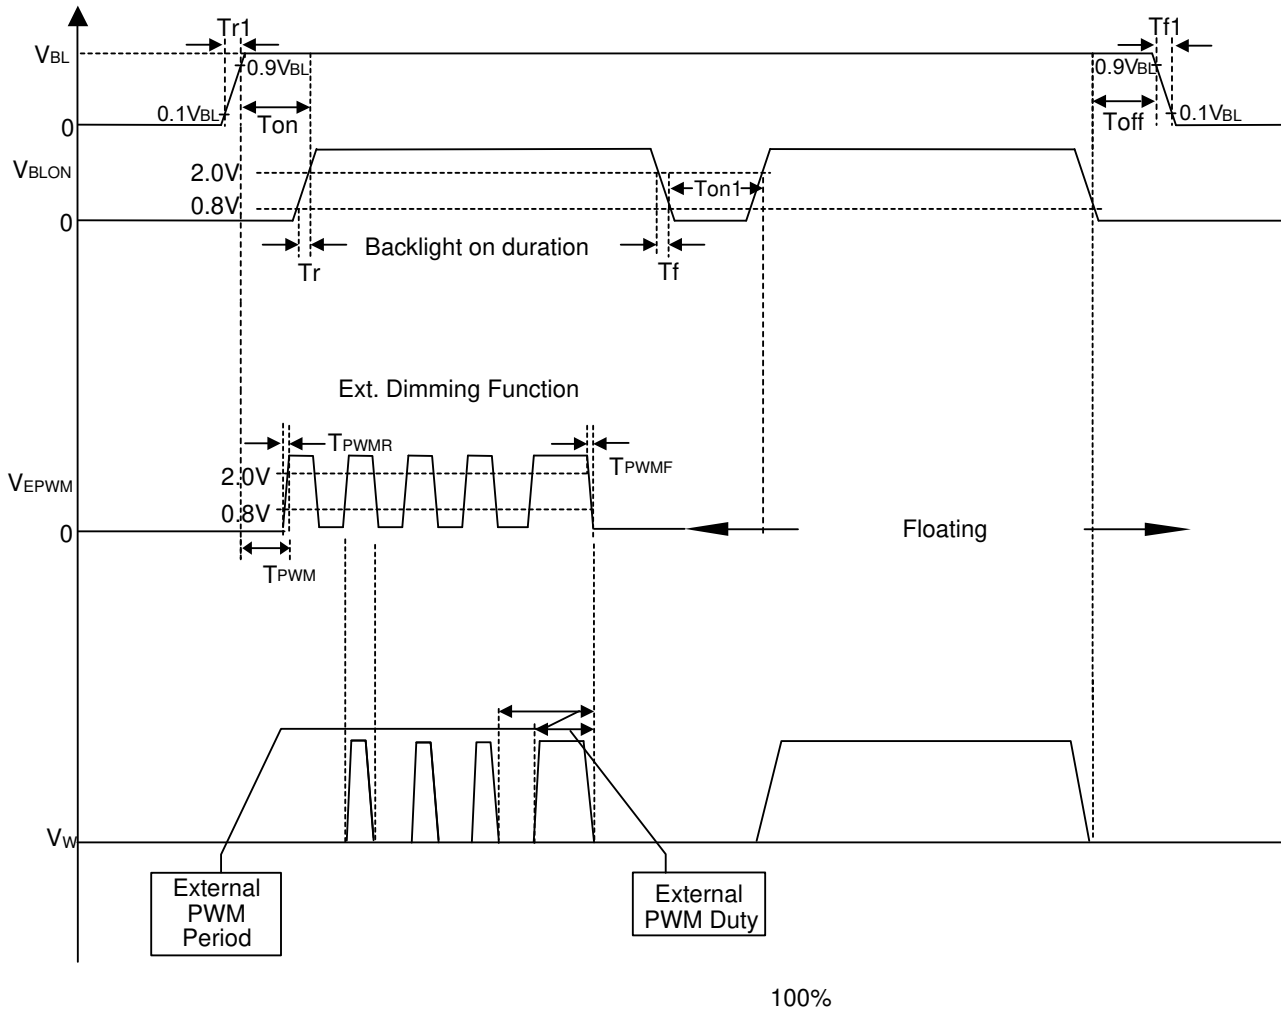 Tr1
Tf1
VBL
0.9VBL
0.9VBL
0.1VBL
0.1VBL
Ton
Toff
0
VBLON
2.0V
Ton1
0.8V
0
Backlight on duration
Tr
Tf
Ext. Dimming Function
TPWMR
TPWMF
2.0V
VEPWM
0.8V
0
Floating
TPWM
VW
External
PWM
Period
External
PWM Duty
100%